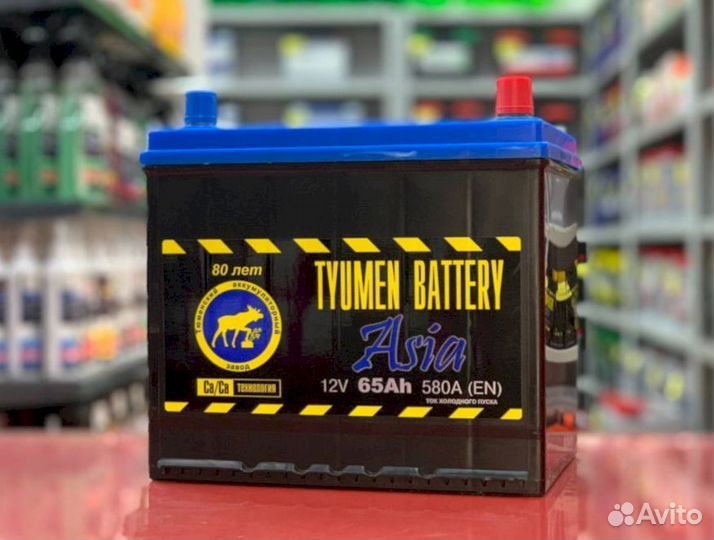 80 лет
TYUMEN BATTERY
Тюменский аккумуляторный
завод
Asia
Ca/Ca технология
12V 65Ah 580A (EN)
ТОК ХОЛОДНОГО ПУСКА
Avito